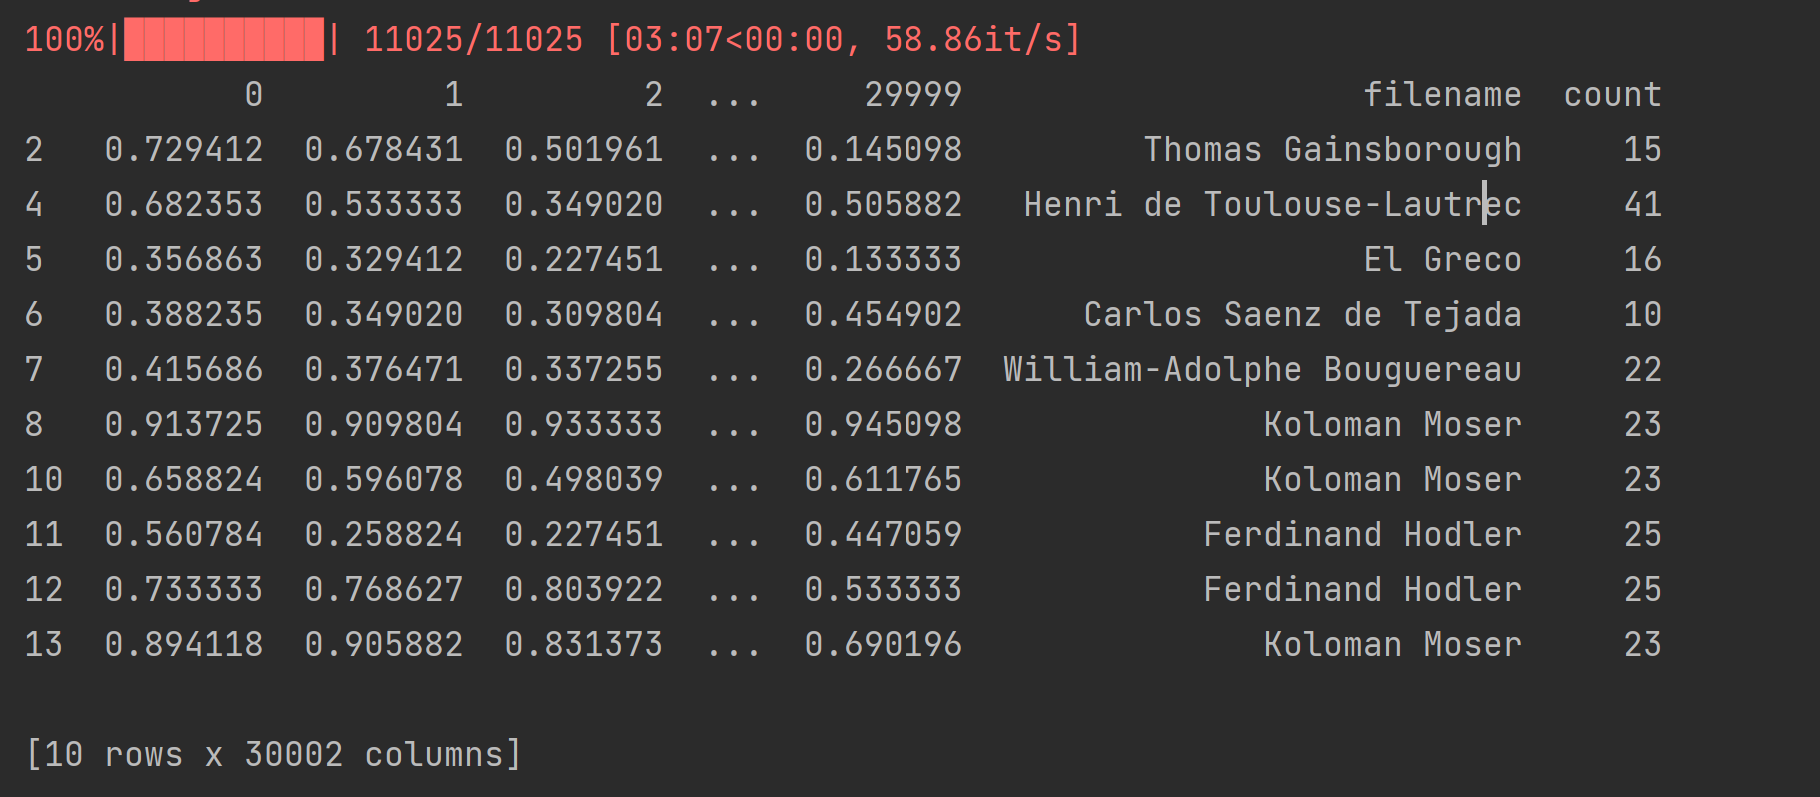 100%|██████████| 11025/11025 [03:07<00:00, 58.86it/s]
0 1 2 ... 29999 filename count
2 0.729412 0.678431 0.501961 ... 0.145098 Thomas Gainsborough 15
4 0.682353 0.533333 0.349020 ... 0.505882 Henri de Toulouse-Lautrec 41
5 0.356863 0.329412 0.227451 ... 0.133333 El Greco 16
6 0.388235 0.349020 0.309804 ... 0.454902 Carlos Saenz de Tejada 10
7 0.415686 0.376471 0.337255 ... 0.266667 William-Adolphe Bouguereau 22
8 0.913725 0.909804 0.933333 ... 0.945098 Koloman Moser 23
10 0.658824 0.596078 0.498039 ... 0.611765 Koloman Moser 23
11 0.560784 0.258824 0.227451 ... 0.447059 Ferdinand Hodler 25
12 0.733333 0.768627 0.803922 ... 0.533333 Ferdinand Hodler 25
13 0.894118 0.905882 0.831373 ... 0.690196 Koloman Moser 23
[10 rows x 30002 columns]